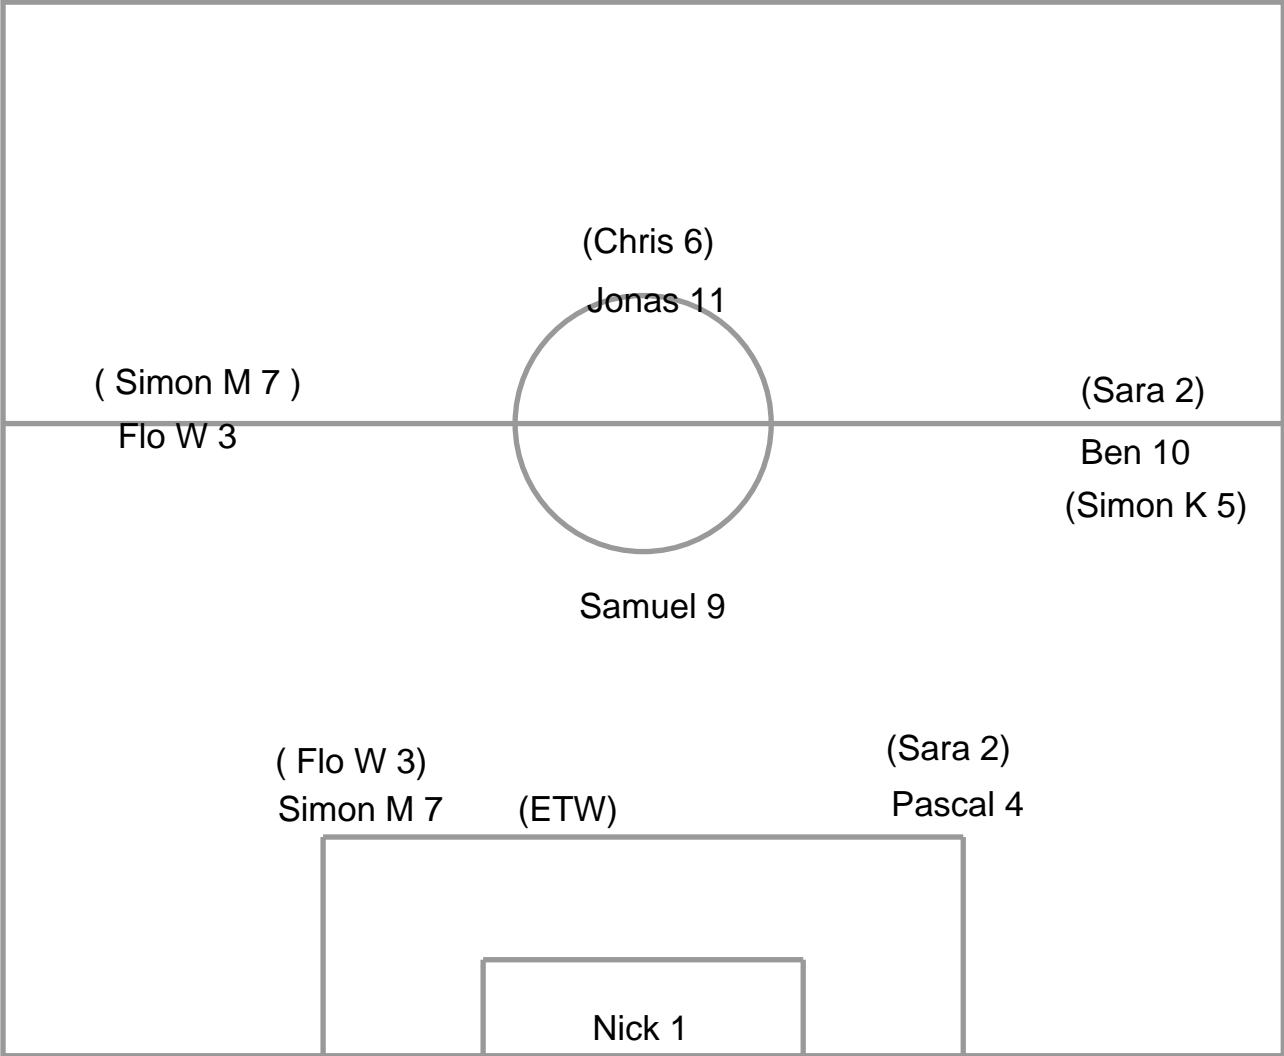 (Chris 6)
Jonas 11
( Simon M 7 )
(Sara 2)
Flo W 3
Ben 10
(Simon K 5)
Samuel 9
( Flo W 3)
(Sara 2)
Simon M 7
(ETW)
Pascal 4
Nick 1